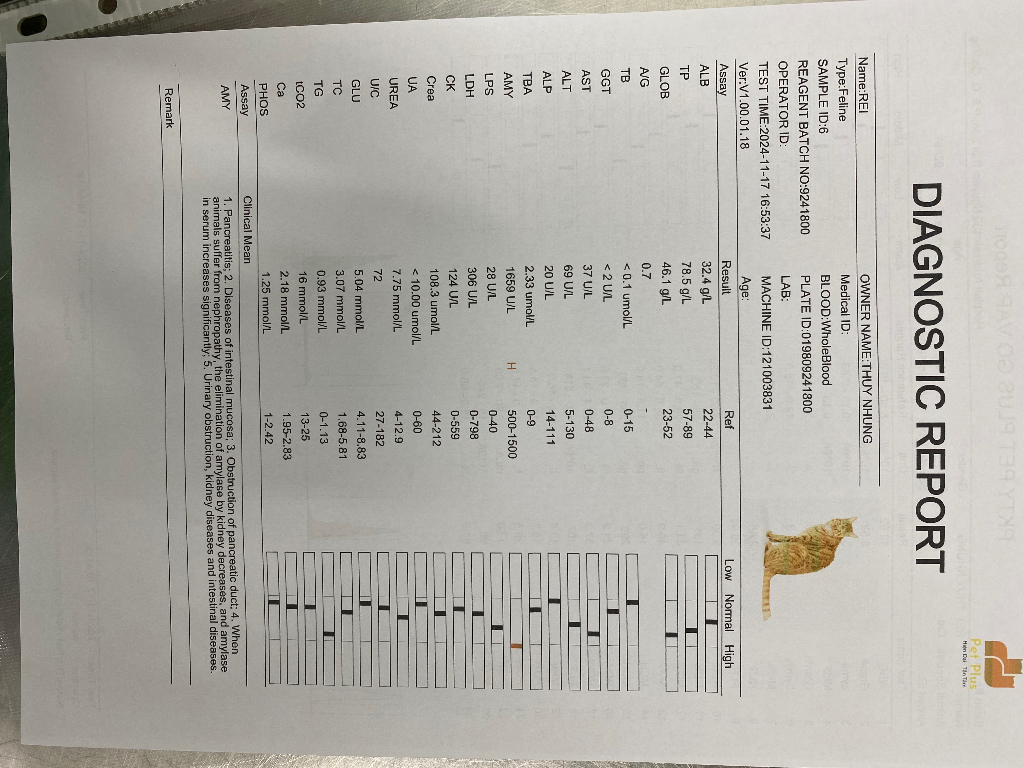 Pet Plus
Hiện Đại - Tận Tâm
DIAGNOSTIC REPORT
Name:REI OWNER NAME:THUY NHUNG
Type:Feline Medical ID:
SAMPLE ID:6 BLOOD:WholeBlood
REAGENT BATCH NO:9241800 PLATE ID:019809241800
OPERATOR ID: LAB:
TEST TIME:2024-11-17 16:53:37 MACHINE ID:121003831
Ver:V1.00.01.18 Age:
Assay Result Ref Low Normal High
ALB 32.4 g/L 22-44
TP 78.5 g/L 57-89
GLOB 46.1 g/L 23-52
A/G 0.7 -
TB < 0.1 umol/L 0-15
GGT < 2 U/L 0-8
AST 37 U/L 0-48
ALT 69 U/L 5-130
ALP 20 U/L 14-111
TBA 2.33 umol/L 0-9
AMY 1659 U/L H 500-1500
LPS 28 U/L 0-40
LDH 306 U/L 0-798
CK 124 U/L 0-559
Crea 108.3 umol/L 44-212
UA < 10.00 umol/L 0-60
UREA 7.75 mmol/L 4-12.9
U/C 72 27-182
GLU 5.04 mmol/L 4.11-8.83
TC 3.07 mmol/L 1.68-5.81
TG 0.93 mmol/L 0-1.13
tCO2 16 mmol/L 13-25
Ca 2.18 mmol/L 1.95-2.83
PHOS 1.25 mmol/L 1-2.42
Assay Clinical Mean
AMY 1. Pancreatitis; 2. Diseases of intestinal mucosa; 3. Obstruction of pancreatic duct; 4. When
animals suffer from nephropathy, the elimination of amylase by kidney decreases, and amylase
in serum increases significantly; 5. Urinary obstruction, kidney diseases and intestinal diseases.
Remark